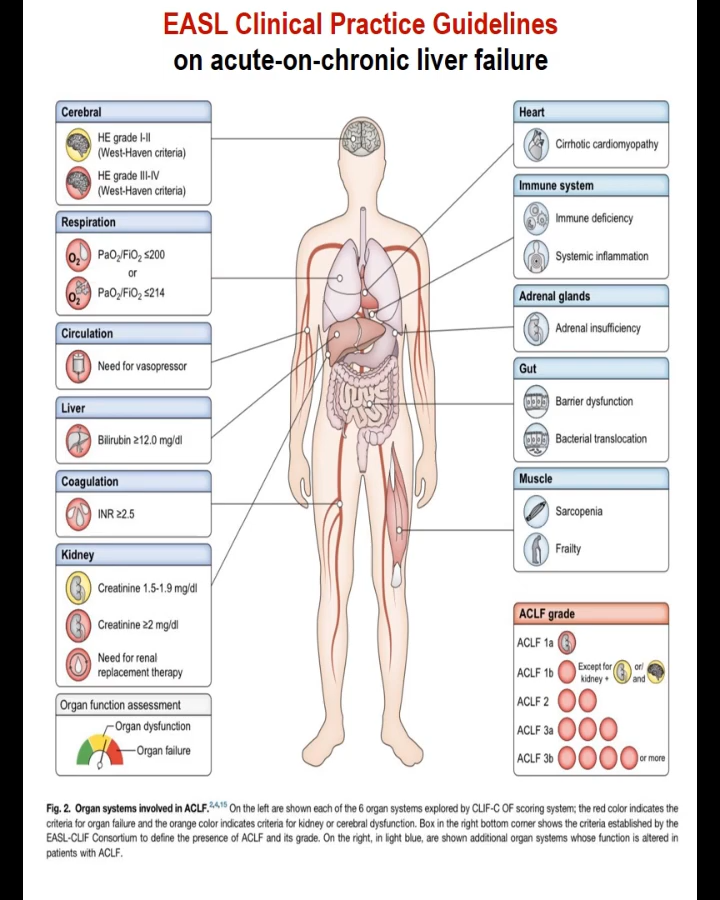 EASL Clinical Practice Guidelines
on acute-on-chronic liver failure
Cerebral
HE grade I-II
(West-Haven criteria)
HE grade III-IV
(West-Haven criteria)
Respiration
O₂
PaO₂/FiO₂ ≤200
or
O₂
PaO₂/FiO₂ ≤214
Circulation
Need for vasopressor
Liver
Bilirubin ≥12.0 mg/dl
Coagulation
INR ≥2.5
Kidney
Creatinine 1.5-1.9 mg/dl
Creatinine ≥2 mg/dl
Need for renal
replacement therapy
Organ function assessment
Organ dysfunction
Organ failure
Heart
Cirrhotic cardiomyopathy
Immune system
Immune deficiency
Systemic inflammation
Adrenal glands
Adrenal insufficiency
Gut
Barrier dysfunction
Bacterial translocation
Muscle
Sarcopenia
Frailty
ACLF grade
ACLF 1a
ACLF 1b Except for or/
kidney + and
ACLF 2
ACLF 3a
ACLF 3b or more
Fig. 2. Organ systems involved in ACLF.²,⁴,¹⁵ On the left are shown each of the 6 organ systems explored by CLIF-C OF scoring system; the red color indicates the
criteria for organ failure and the orange color indicates criteria for kidney or cerebral dysfunction. Box in the right bottom corner shows the criteria established by the
EASL-CLIF Consortium to define the presence of ACLF and its grade. On the right, in light blue, are shown additional organ systems whose function is altered in
patients with ACLF.